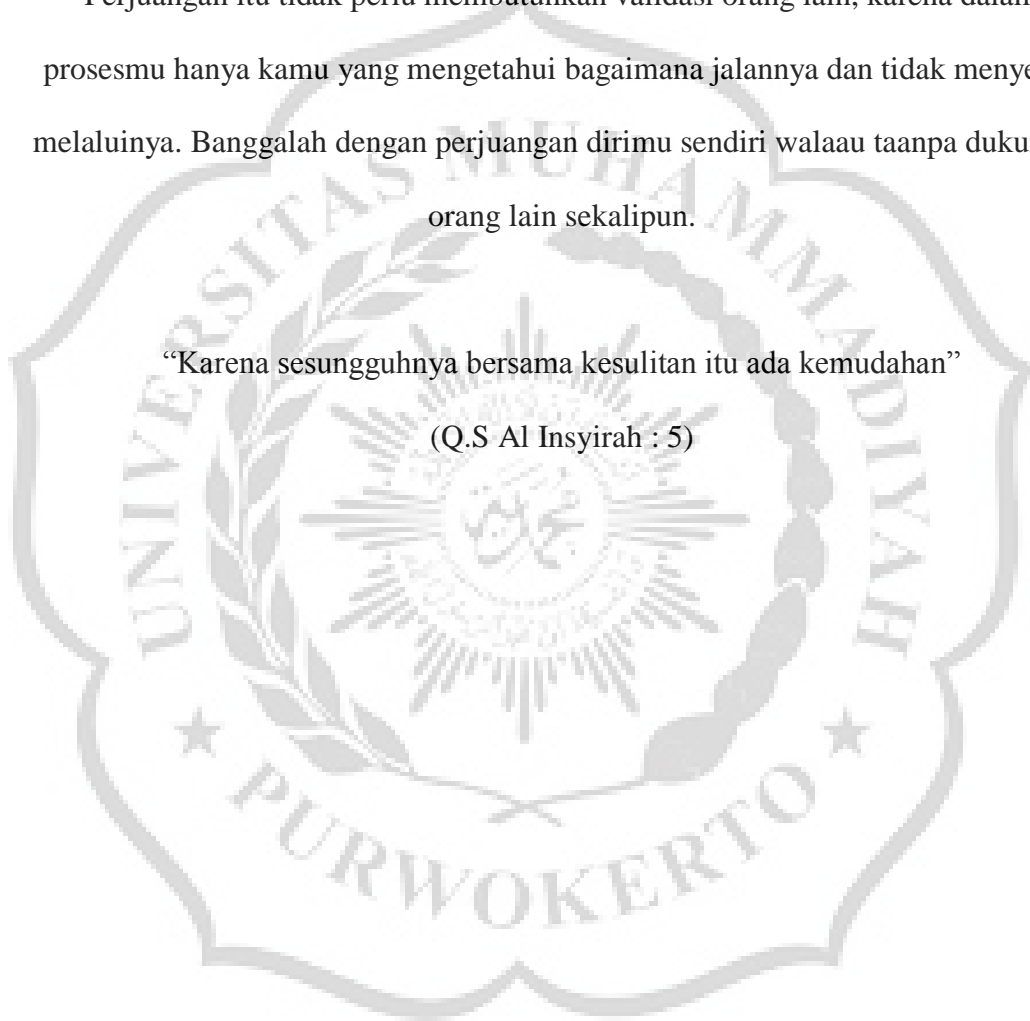 Perjuangan itu tidak perlu membutuhkan validasi orang lain, karena dalam
prosesmu hanya kamu yang mengetahui bagaimana jalannya dan tidak
melaluinya. Banggalah dengan perjuangan dirimu sendiri walaau taanpa
orang lain sekalipun.
“Karena sesungguhnya bersama kesulitan itu ada kemudahan”
(Q.S Al Insyirah : 5)
UNIVERSITAS MUHAMMADIYAH
★ PURWOKERTO ★
محمد